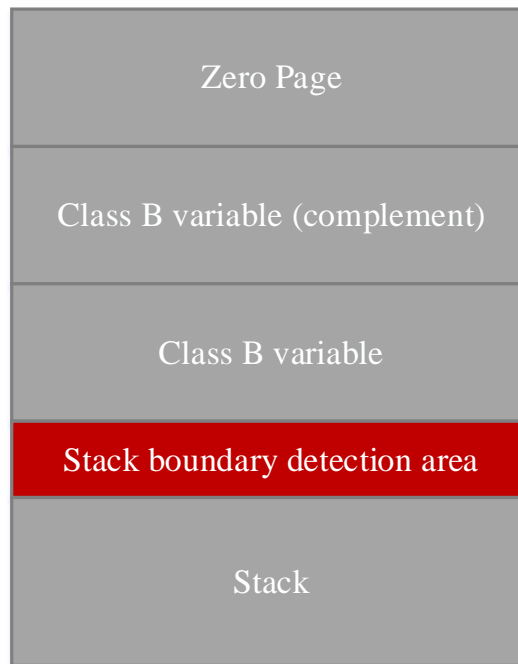 Zero Page
Class B variable (complement)
Class B variable
Stack boundary detection area
Stack